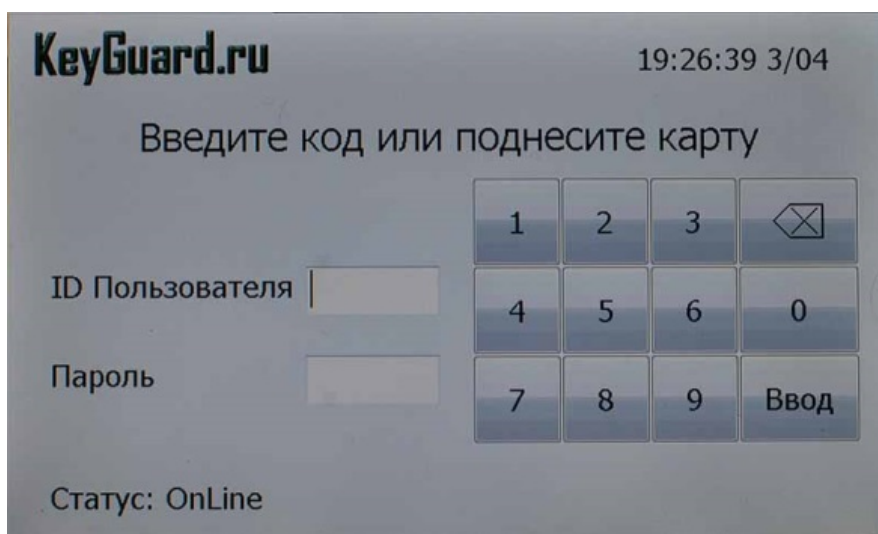 KeyGuard.ru
19:26:39 3/04
Введите код или поднесите карту
1 2 3
ID Пользователя
4 5 6 0
Пароль
7 8 9 Ввод
Статус: OnLine